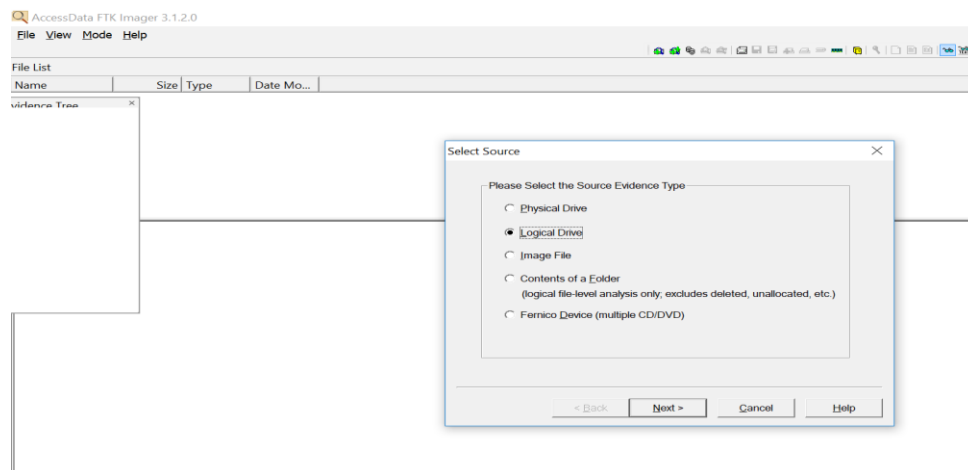 AccessData FTK Imager 3.1.2.0
File View Mode Help
File List
Name Size Type Date Mo...
vidence Tree
Select Source
Please Select the Source Evidence Type
Physical Drive
Logical Drive
Image File
Contents of a Folder
(logical file-level analysis only; excludes deleted, unallocated, etc.)
Fernico Device (multiple CD/DVD)
< Back Next > Cancel Help